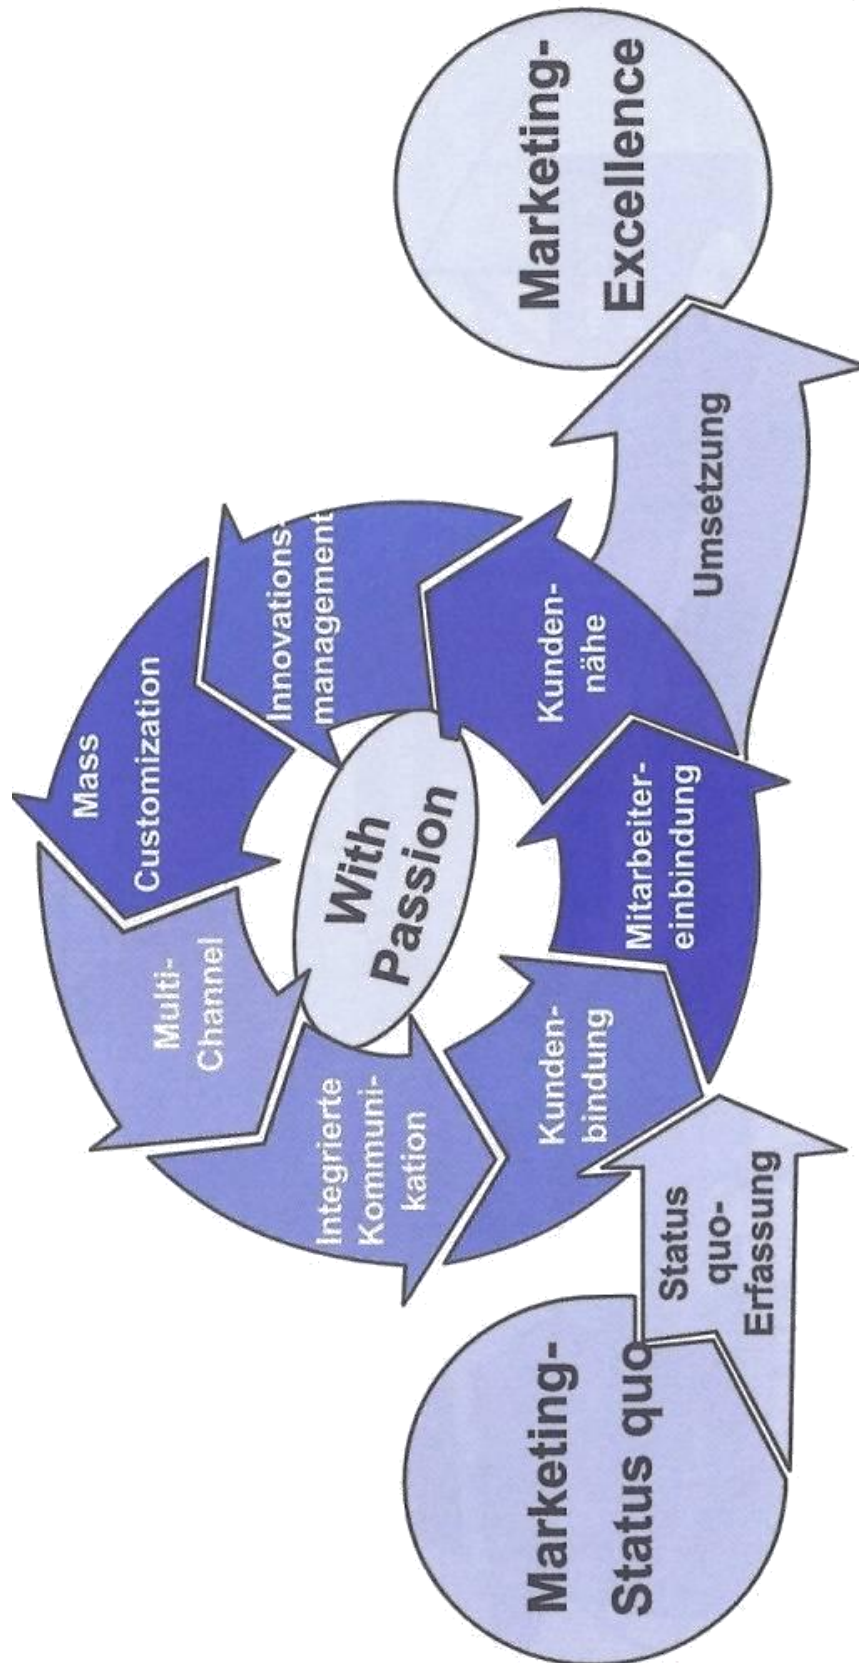 Marketing-
Status quo
Status
quo-
Erfassung
Kunden-
bindung
Mitarbeiter-
einbindung
Kunden-
nähe
Innovations-
management
Mass
Customization
Multi-
Channel
Integrierte
Kommuni-
kation
With
Passion
Umsetzung
Marketing-
Excellence